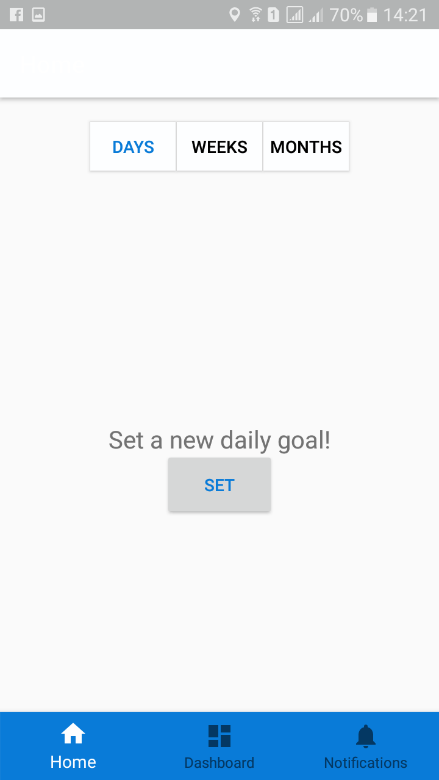 70% 14:21
DAYS WEEKS MONTHS
Set a new daily goal!
SET
Home Dashboard Notifications